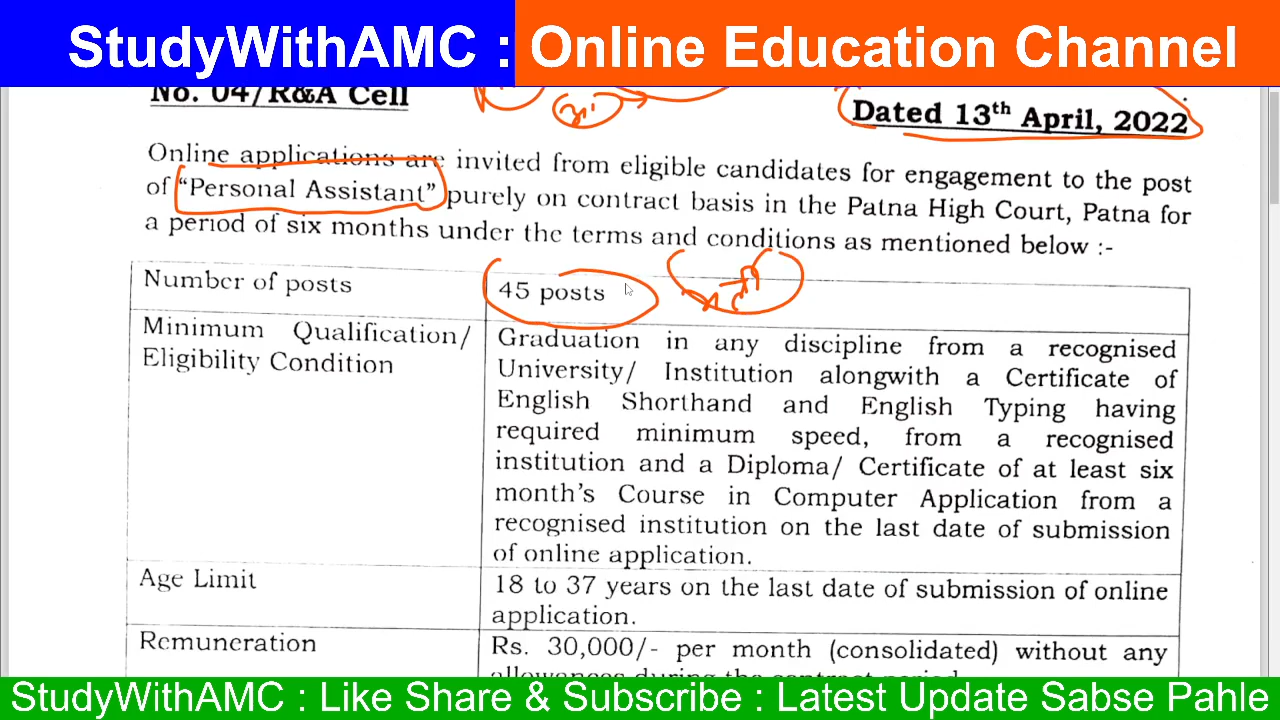 StudyWithAMC : Online Education Channel
No. 04/R&A Cell
Dated 13th April, 2022
Online applications are invited from eligible candidates for engagement to the post
of “Personal Assistant” purely on contract basis in the Patna High Court, Patna for
a period of six months under the terms and conditions as mentioned below :-
Number of posts
45 posts
Minimum Qualification/
Eligibility Condition
Graduation in any discipline from a recognised
University/ Institution alongwith a Certificate of
English Shorthand and English Typing having
required minimum speed, from a recognised
institution and a Diploma/ Certificate of at least six
month’s Course in Computer Application from a
recognised institution on the last date of submission
of online application.
Age Limit
18 to 37 years on the last date of submission of online
application.
Remuneration
Rs. 30,000/- per month (consolidated) without any
allowances during the contract period
StudyWithAMC : Like Share & Subscribe : Latest Update Sabse Pahle